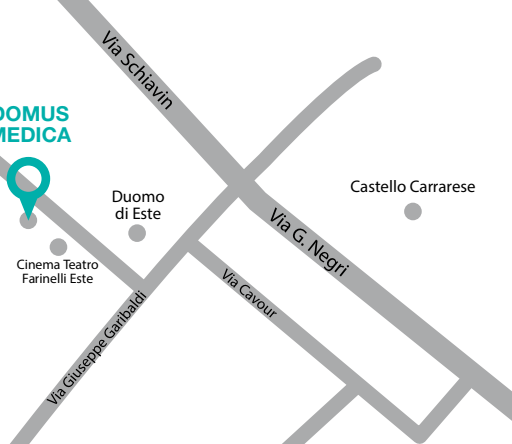 Via Schiavin
DOMUS
MEDICA
Duomo
di Este
Castello Carrarese
Via G. Negri
Cinema Teatro
Farinelli Este
Via Cavour
Via Giuseppe Garibaldi